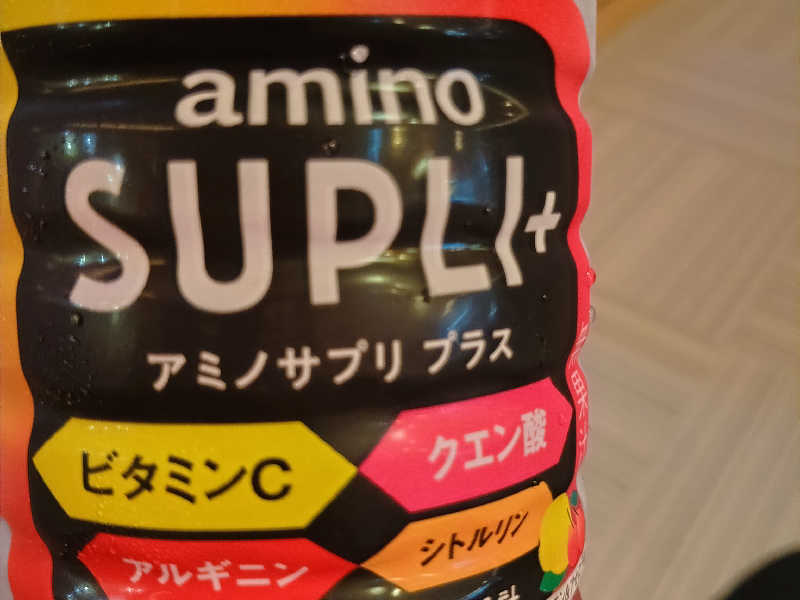 amino
SUPLI+
アミノサプリ プラス
ビタミンC
クエン酸
アルギニン
シトルリン